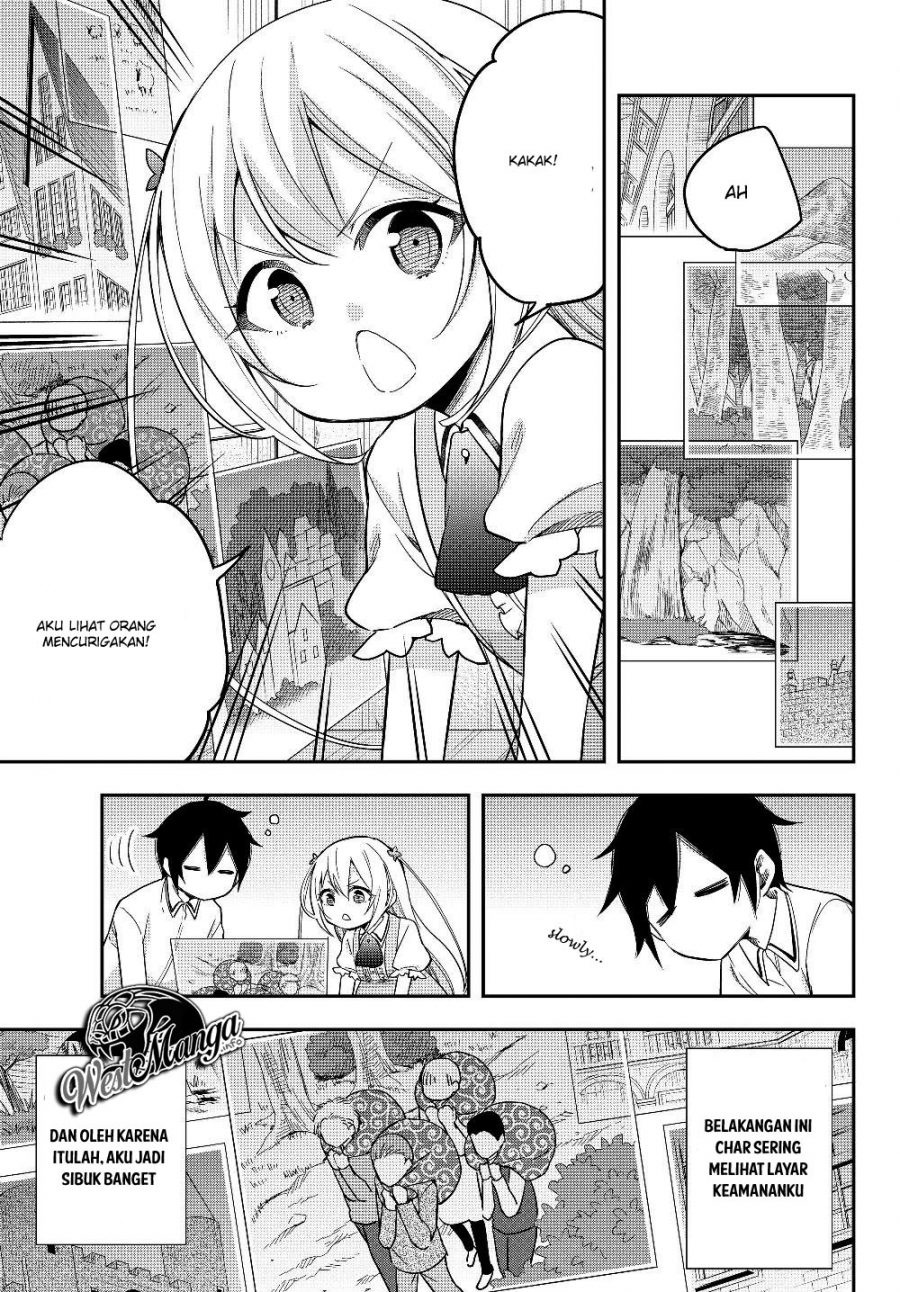 AH
KAKAK!
AKU LIHAT ORANG
MENCURIGAKAN!
slowly...
BELAKANGAN INI
CHAR SERING
MELIHAT LAYAR
KEAMANANKU
DAN OLEH KARENA
ITULAH, AKU JADI
SIBUK BANGET
WestManga
.info